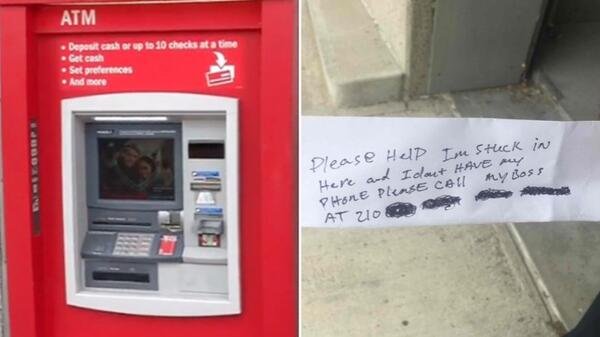 ATM
• Deposit cash or up to 10 checks at a time
• Get cash
• Set preferences
• And more
Please Help Im stuck in
Here and I dont HAVE my
PHONE PLEASE CALL MY BOSS
AT 210